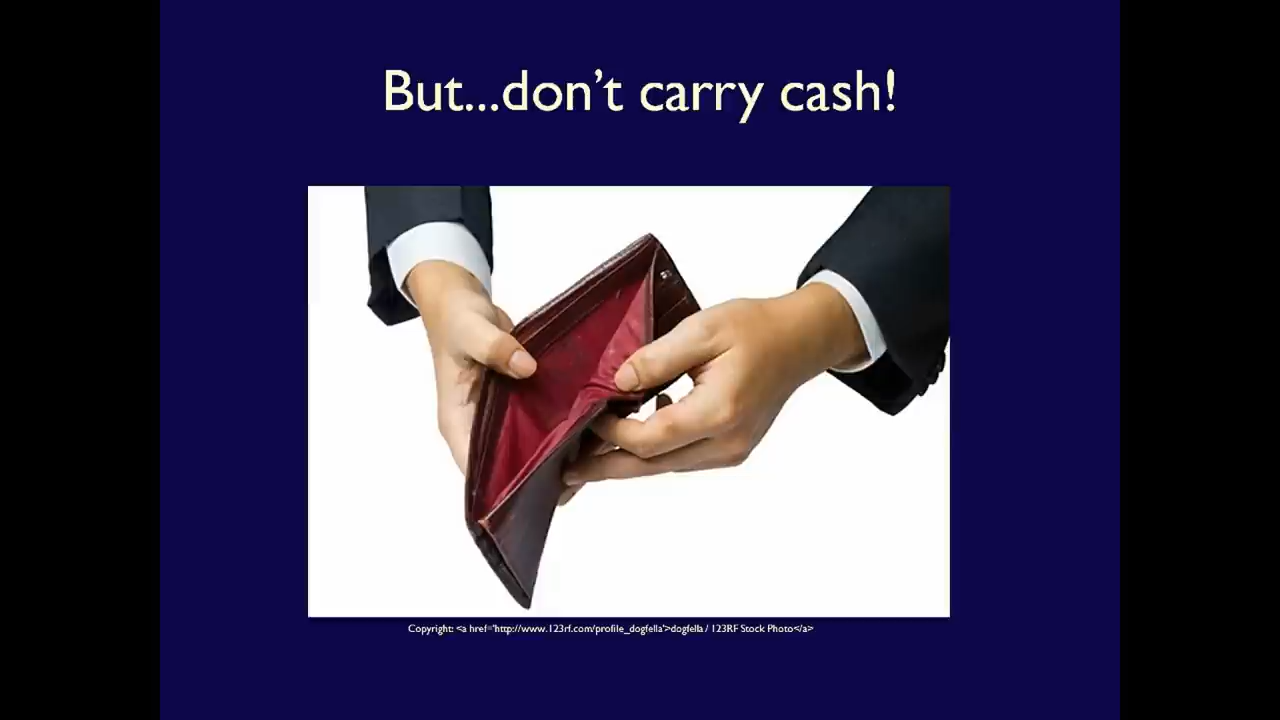 But...don’t carry cash!
Copyright: <a href='http://www.123rf.com/profile_dogfella'>dogfella / 123RF Stock Photo</a>